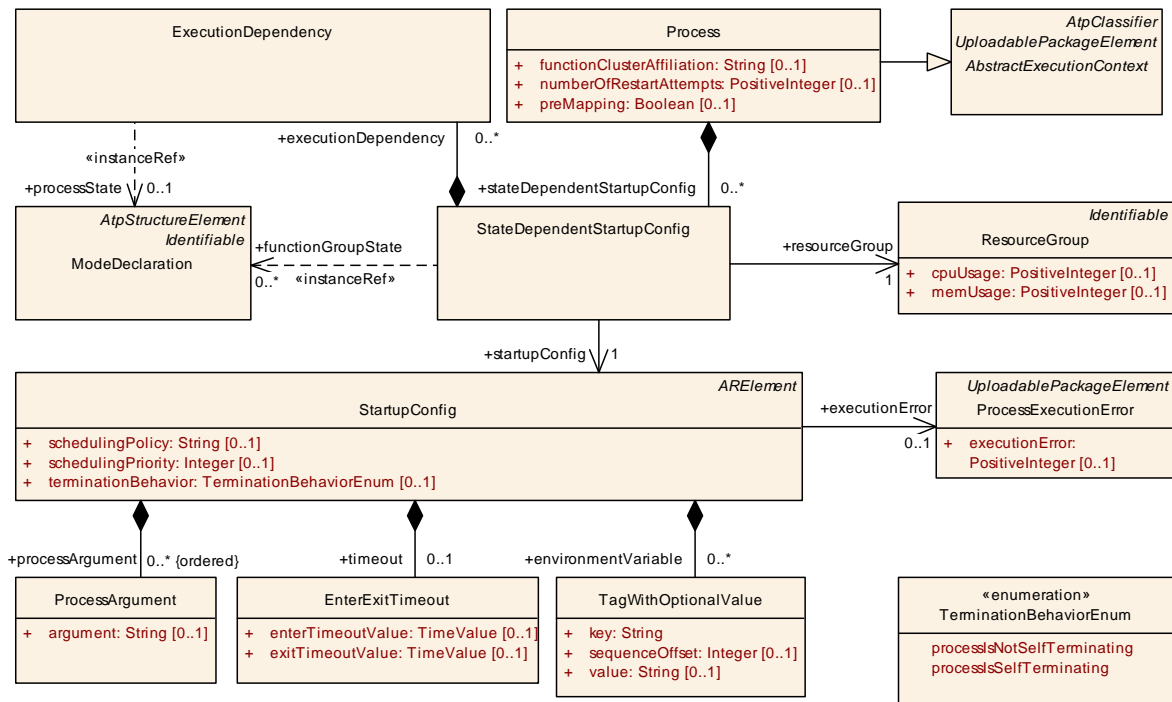 ExecutionDependency
Process
+ functionClusterAffiliation: String [0..1]
+ numberOfRestartAttempts: PositiveInteger [0..1]
+ preMapping: Boolean [0..1]
AtpClassifier
UploadablePackageElement
AbstractExecutionContext
+executionDependency 0..*
«instanceRef»
+processState 0..1
+stateDependentStartupConfig 0..*
AtpStructureElement
Identifiable
ModeDeclaration
+functionGroupState
0..*
«instanceRef»
StateDependentStartupConfig
+resourceGroup
1
Identifiable
ResourceGroup
+ cpuUsage: PositiveInteger [0..1]
+ memUsage: PositiveInteger [0..1]
+startupConfig 1
ARElement
StartupConfig
+ schedulingPolicy: String [0..1]
+ schedulingPriority: Integer [0..1]
+ terminationBehavior: TerminationBehaviorEnum [0..1]
+executionError
0..1
UploadablePackageElement
ProcessExecutionError
+ executionError:
PositiveInteger [0..1]
+processArgument 0..* {ordered}
+timeout 0..1
+environmentVariable 0..*
ProcessArgument
+ argument: String [0..1]
EnterExitTimeout
+ enterTimeoutValue: TimeValue [0..1]
+ exitTimeoutValue: TimeValue [0..1]
TagWithOptionalValue
+ key: String
+ sequenceOffset: Integer [0..1]
+ value: String [0..1]
«enumeration»
TerminationBehaviorEnum
processIsNotSelfTerminating
processIsSelfTerminating